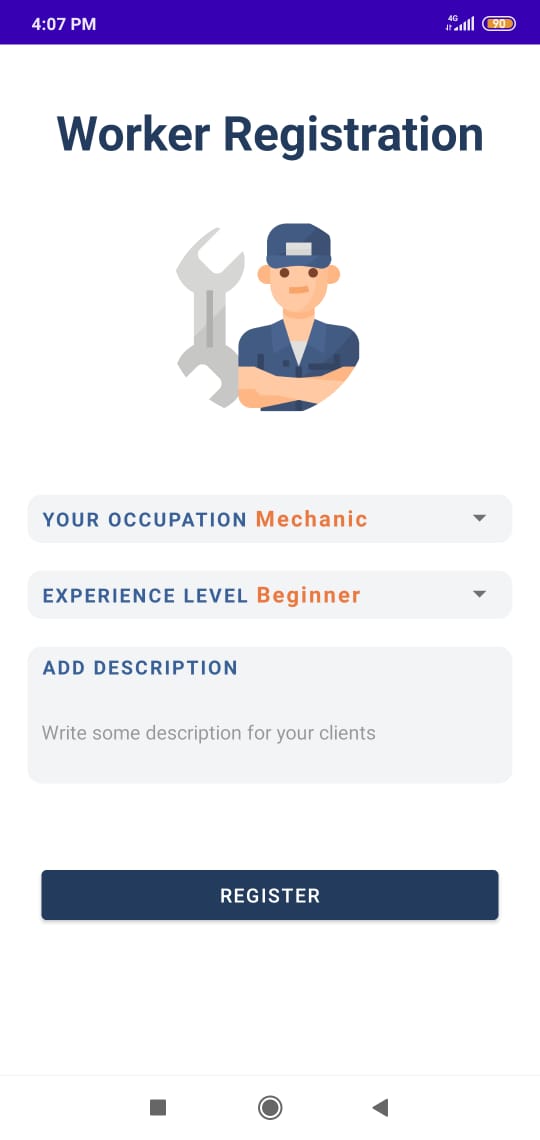 4:07 PM 4G 90
Worker Registration
YOUR OCCUPATION Mechanic
EXPERIENCE LEVEL Beginner
ADD DESCRIPTION
Write some description for your clients
REGISTER